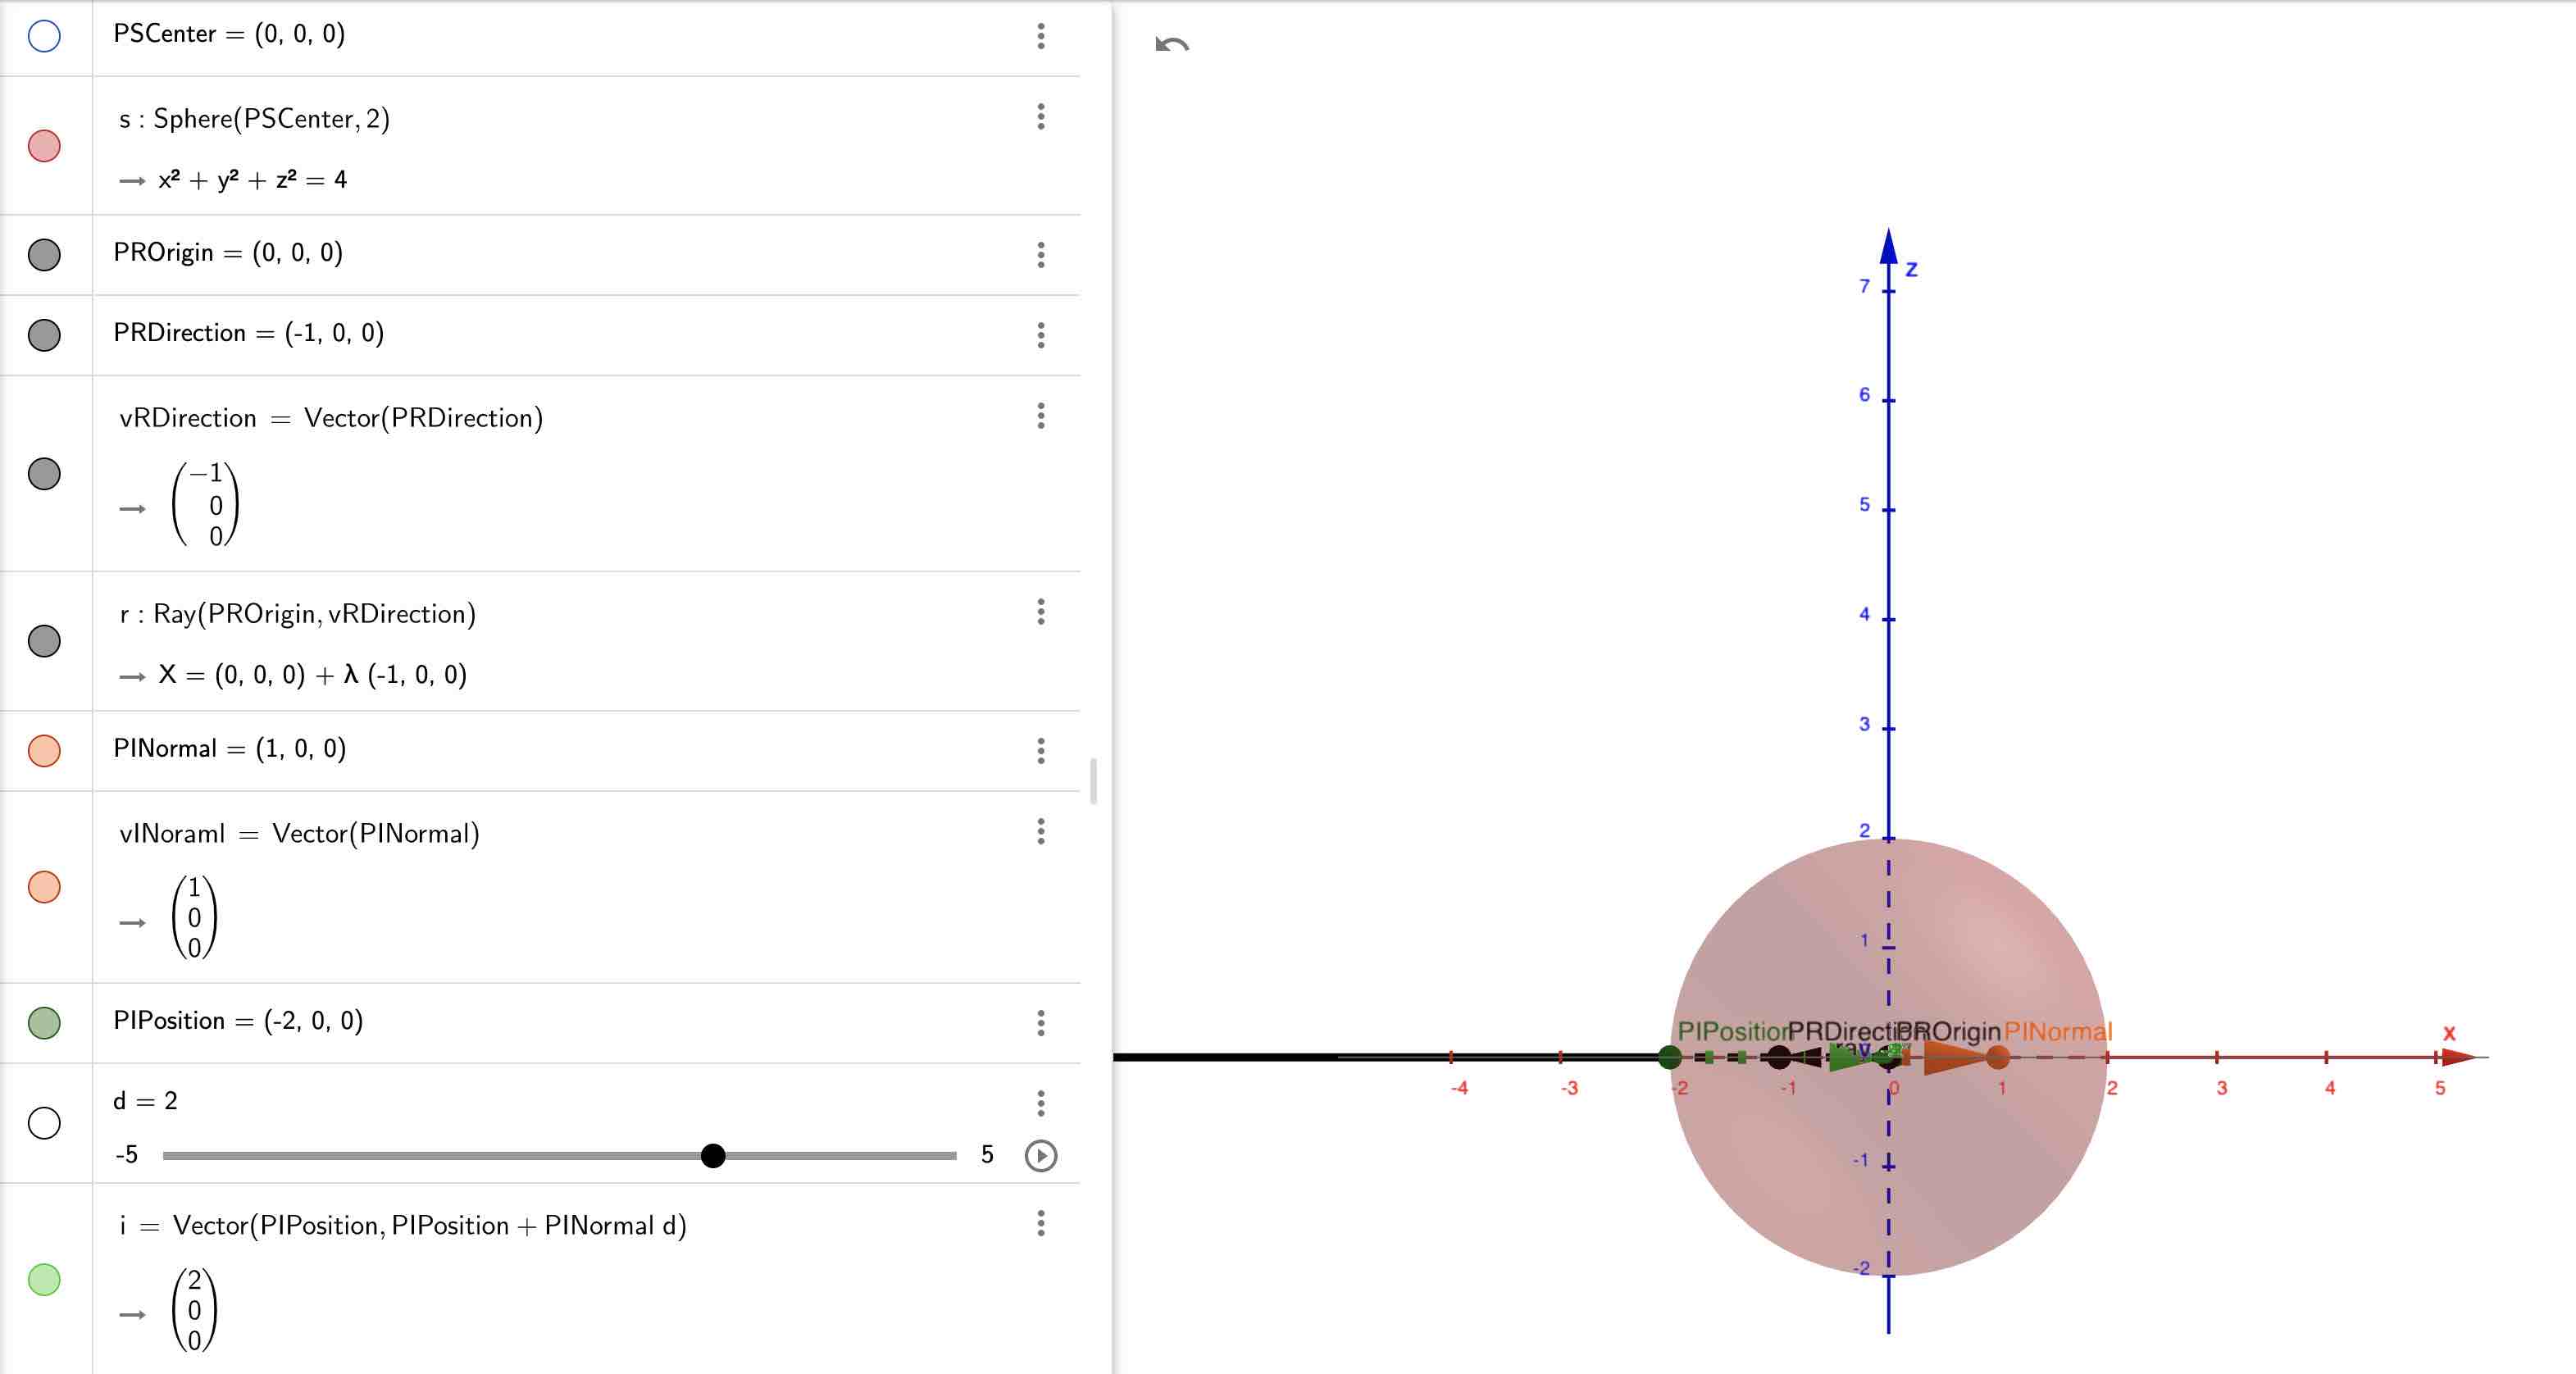 PSCenter = (0, 0, 0)
s : Sphere(PSCenter, 2)
→ x² + y² + z² = 4
PROrigin = (0, 0, 0)
PRDirection = (-1, 0, 0)
vRDirection = Vector(PRDirection)
→ (−1
0
0)
r : Ray(PROrigin, vRDirection)
→ X = (0, 0, 0) + λ (-1, 0, 0)
PINormal = (1, 0, 0)
vINoraml = Vector(PINormal)
→ (1
0
0)
PIPosition = (-2, 0, 0)
d = 2
-5 5
i = Vector(PIPosition, PIPosition + PINormal d)
→ (2
0
0)
z
7
6
5
4
3
2
1
PIPosition PRDirection PROrigin PINormal x
ray
-4 -3 -2 -1 0 1 2 3 4 5
-1
-2